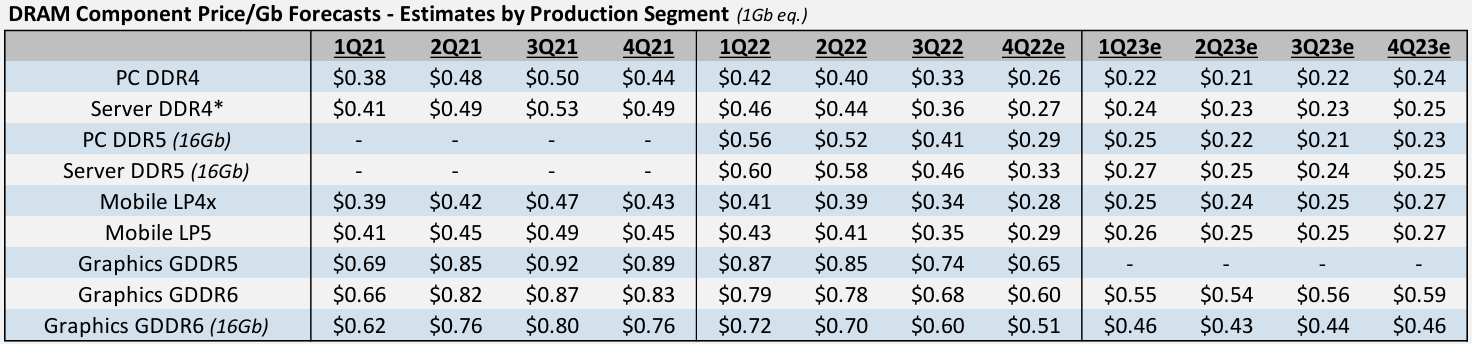 DRAM Component Price/Gb Forecasts - Estimates by Production Segment (1Gb eq.)
1Q21 2Q21 3Q21 4Q21 1Q22 2Q22 3Q22 4Q22e 1Q23e 2Q23e 3Q23e 4Q23e
PC DDR4 $0.38 $0.48 $0.50 $0.44 $0.42 $0.40 $0.33 $0.26 $0.22 $0.21 $0.22 $0.24
Server DDR4* $0.41 $0.49 $0.53 $0.49 $0.46 $0.44 $0.36 $0.27 $0.24 $0.23 $0.23 $0.25
PC DDR5 (16Gb) - - - - $0.56 $0.52 $0.41 $0.29 $0.25 $0.22 $0.21 $0.23
Server DDR5 (16Gb) - - - - $0.60 $0.58 $0.46 $0.33 $0.27 $0.25 $0.24 $0.25
Mobile LP4x $0.39 $0.42 $0.47 $0.43 $0.41 $0.39 $0.34 $0.28 $0.25 $0.24 $0.25 $0.27
Mobile LP5 $0.41 $0.45 $0.49 $0.45 $0.43 $0.41 $0.35 $0.29 $0.26 $0.25 $0.25 $0.27
Graphics GDDR5 $0.69 $0.85 $0.92 $0.89 $0.87 $0.85 $0.74 $0.65 - - - -
Graphics GDDR6 $0.66 $0.82 $0.87 $0.83 $0.79 $0.78 $0.68 $0.60 $0.55 $0.54 $0.56 $0.59
Graphics GDDR6 (16Gb) $0.62 $0.76 $0.80 $0.76 $0.72 $0.70 $0.60 $0.51 $0.46 $0.43 $0.44 $0.46